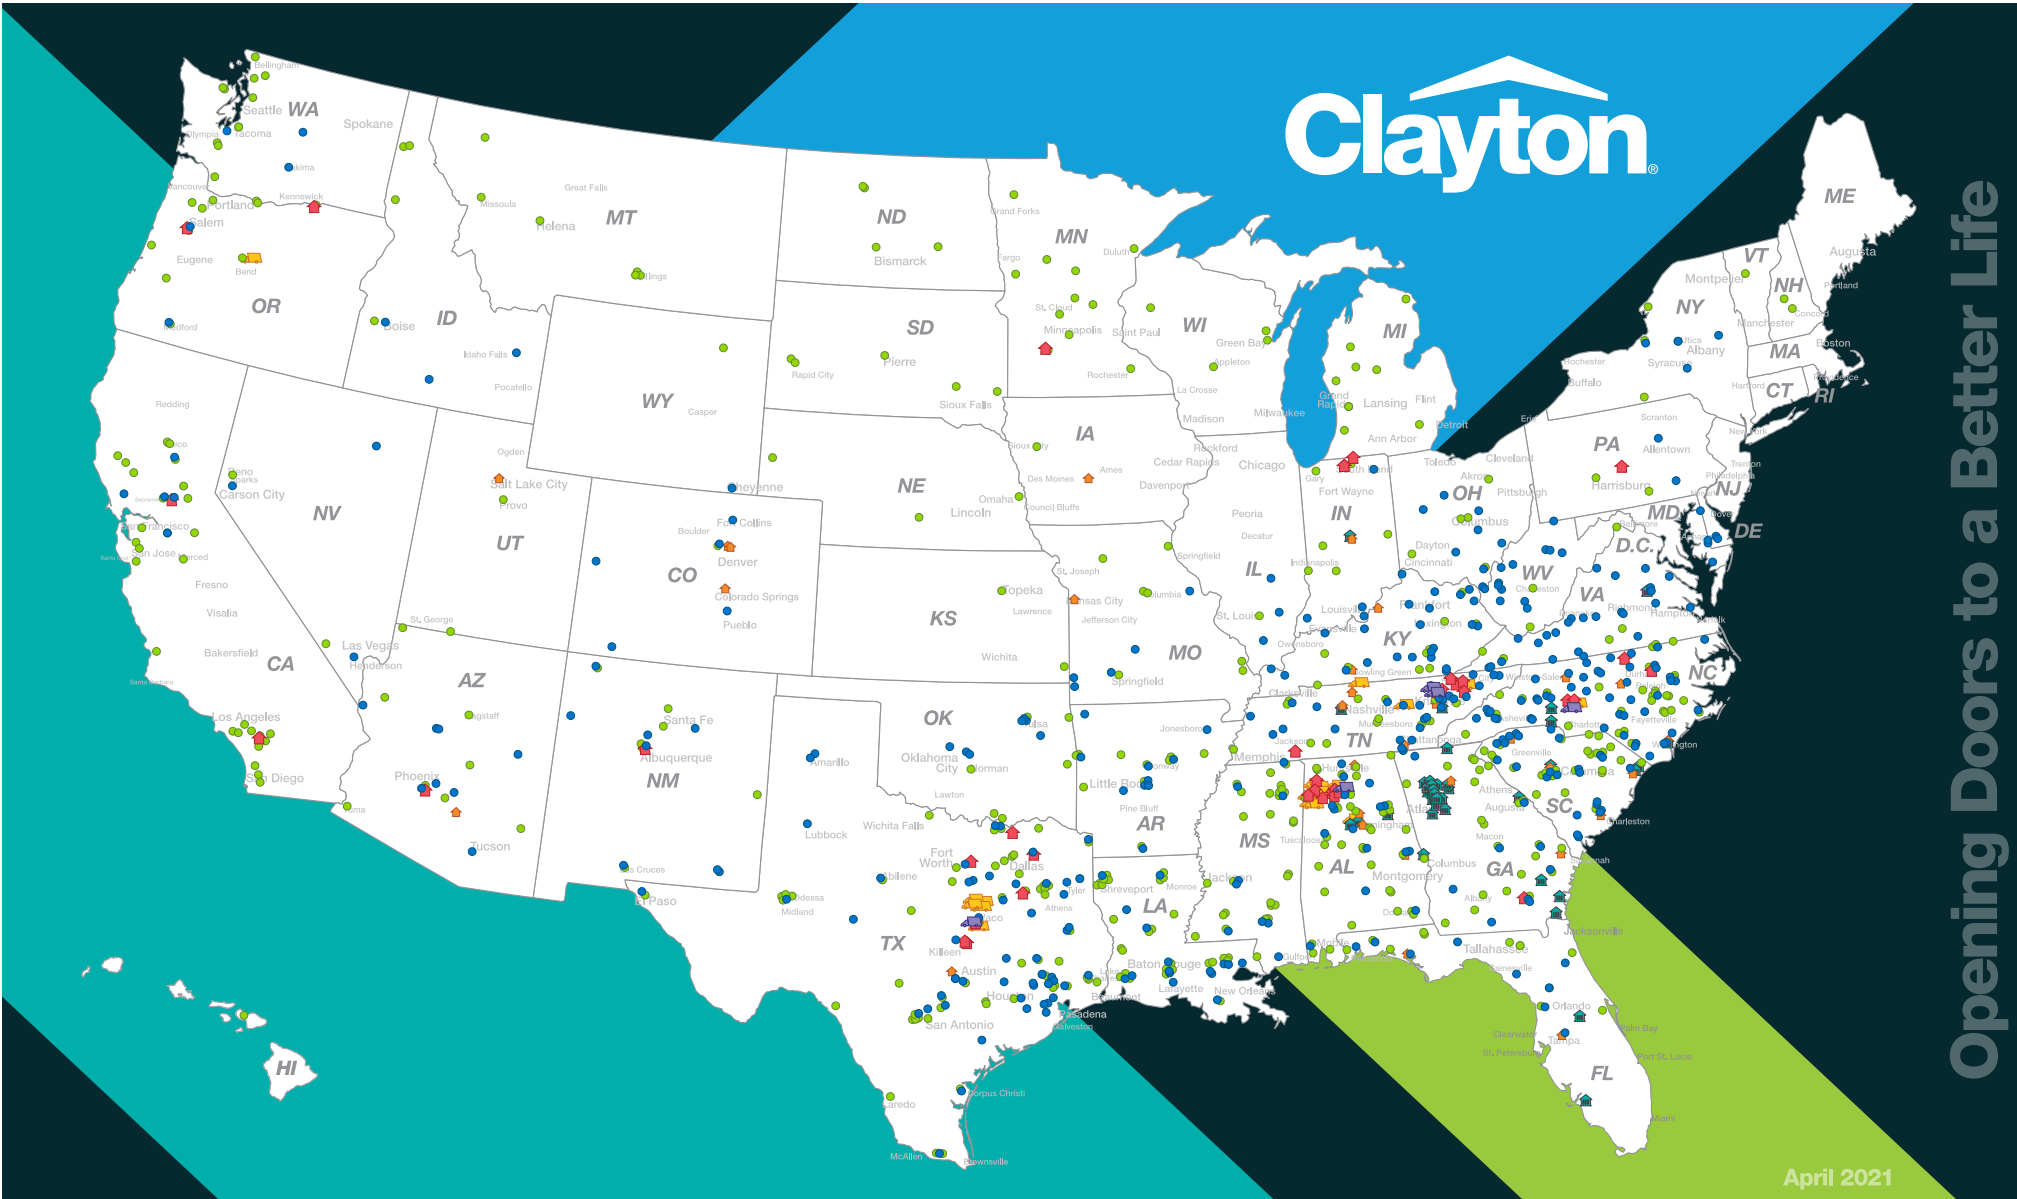 Clayton®
Opening Doors to a Better Life
April 2021
Bellingham
Seattle
WA
Spokane
Olympia
Tacoma
Kennewick
Vancouver
Portland
Salem
Eugene
Bend
OR
Medford
Great Falls
Missoula
MT
Helena
ID
Boise
Idaho Falls
Pocatello
ND
Bismarck
SD
Pierre
Rapid City
Sioux Falls
Grand Forks
MN
Duluth
Fargo
St. Cloud
Minneapolis
Saint Paul
Rochester
WI
Green Bay
Appleton
La Crosse
Madison
Milwaukee
MI
Grand
Rapids
Lansing
Flint
Ann Arbor
Detroit
ME
Augusta
Portland
VT
Montpelier
NH
Concord
Manchester
NY
Utica
Albany
Syracuse
Rochester
Buffalo
MA
Boston
Providence
Hartford
CT
RI
WY
Casper
Cheyenne
Redding
Reno
Carson City
NV
San Francisco
San Jose
Merced
Fresno
Visalia
Bakersfield
CA
Santa Barbara
Los Angeles
San Diego
Las Vegas
Henderson
Ogden
Salt Lake City
Provo
UT
St. George
Fort Collins
Boulder
Denver
CO
Colorado Springs
Pueblo
NE
Omaha
Lincoln
IA
Sioux City
Ames
Des Moines
Cedar Rapids
Davenport
Council Bluffs
Rockford
Chicago
Peoria
Decatur
Springfield
IL
Gary
South Bend
Fort Wayne
IN
Indianapolis
Toledo
Cleveland
Akron
OH
Columbus
Dayton
Cincinnati
Erie
Scranton
PA
Allentown
Pittsburgh
Harrisburg
New York
Trenton
Philadelphia
NJ
Newark
MD
Baltimore
Dover
DE
D.C.
WV
Charleston
VA
Roanoke
Richmond
Hampton
Norfolk
KS
Topeka
Lawrence
Wichita
St. Joseph
Kansas City
Columbia
Jefferson City
St. Louis
MO
Springfield
Louisville
Frankfort
Lexington
Evansville
Owensboro
KY
Bowling Green
AZ
Flagstaff
Phoenix
Yuma
Tucson
Santa Fe
Albuquerque
NM
Las Cruces
OK
Tulsa
Oklahoma
City
Norman
Lawton
Jonesboro
Conway
Little Rock
Pine Bluff
AR
Clarksville
Nashville
Murfreesboro
Chattanooga
Jackson
Memphis
TN
Winston-Salem
Durham
Raleigh
NC
Asheville
Charlotte
Fayetteville
Wilmington
Greenville
Columbia
SC
Charleston
Amarillo
Lubbock
Wichita Falls
Fort
Worth
Dallas
Abilene
Tyler
El Paso
Odessa
Midland
Athens
Waco
TX
Killeen
Austin
Houston
Beaumont
Pasadena
Galveston
San Antonio
Corpus Christi
Laredo
McAllen
Brownsville
Shreveport
Monroe
LA
Baton Rouge
Lake
Lafayette
New Orleans
MS
Jackson
Gulfport
Huntsville
Birmingham
Tuscaloosa
AL
Montgomery
Mobile
Atlanta
Athens
Augusta
Macon
Columbus
GA
Savannah
Albany
Jacksonville
Tallahassee
Gainesville
Orlando
Clearwater
Tampa
St. Petersburg
Palm Bay
Port St. Lucie
FL
Miami
HI